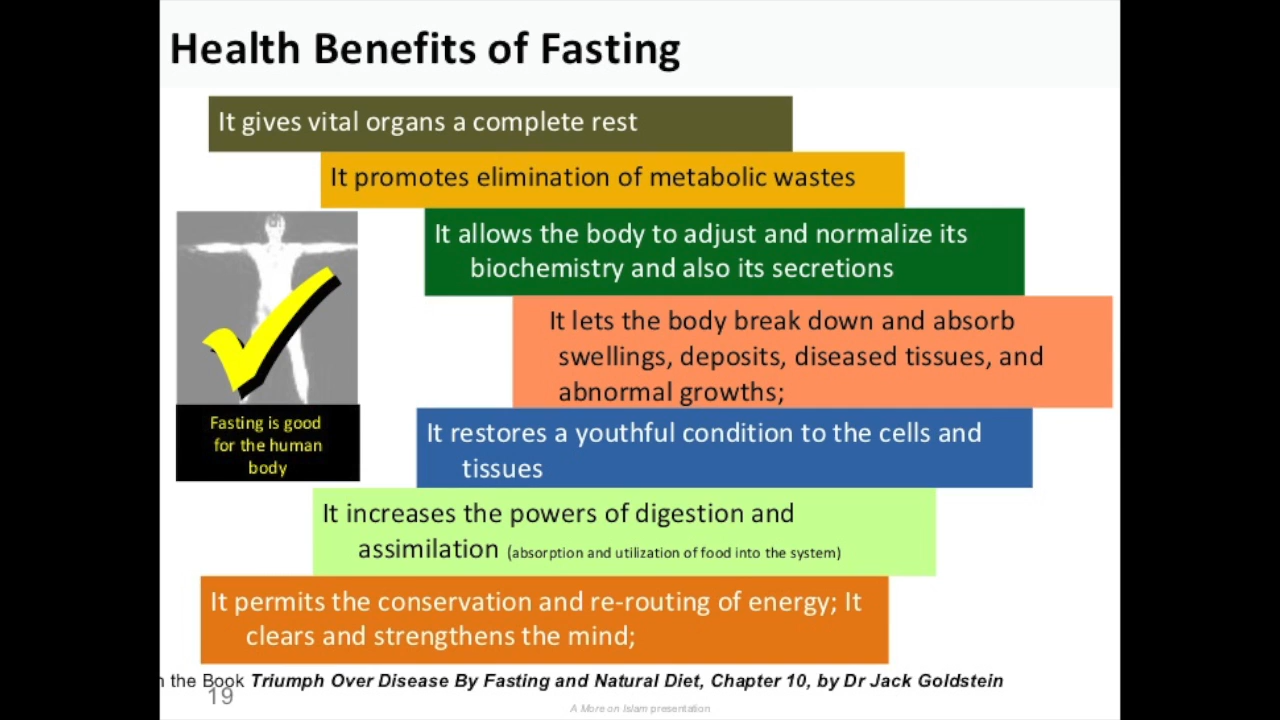 Health Benefits of Fasting
It gives vital organs a complete rest
It promotes elimination of metabolic wastes
It allows the body to adjust and normalize its
biochemistry and also its secretions
It lets the body break down and absorb
swellings, deposits, diseased tissues, and
abnormal growths;
Fasting is good
for the human
body
It restores a youthful condition to the cells and
tissues
It increases the powers of digestion and
assimilation (absorption and utilization of food into the system)
It permits the conservation and re-routing of energy; It
clears and strengthens the mind;
the Book Triumph Over Disease By Fasting and Natural Diet, Chapter 10, by Dr Jack Goldstein
19
A More on Islam presentation